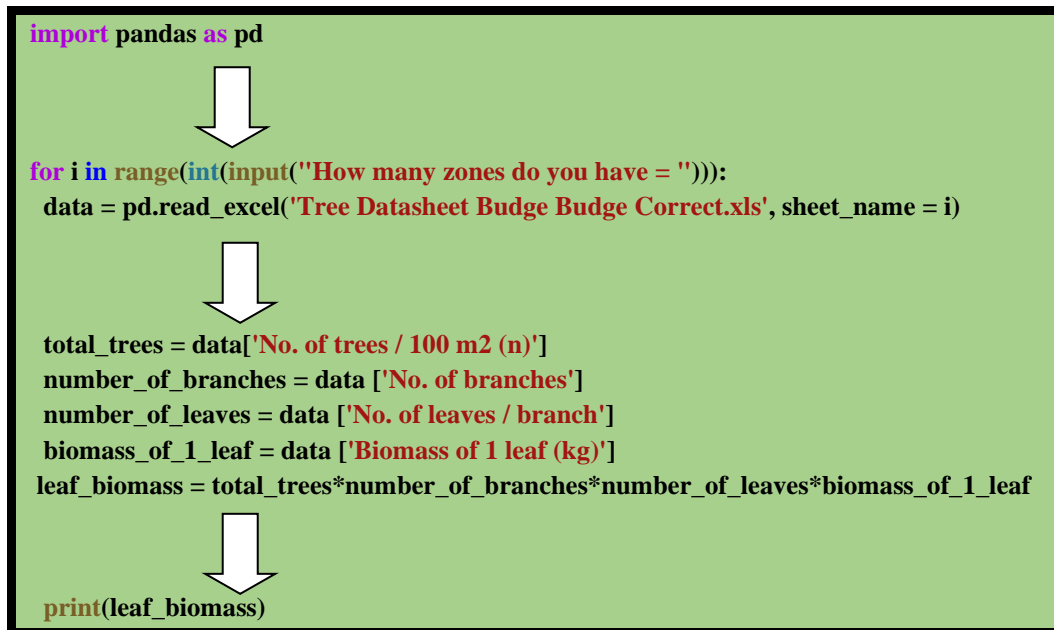 import pandas as pd
for i in range(int(input("How many zones do you have = "))):
data = pd.read_excel('Tree Datasheet Budge Budge Correct.xls', sheet_name = i)
total_trees = data['No. of trees / 100 m2 (n)']
number_of_branches = data ['No. of branches']
number_of_leaves = data ['No. of leaves / branch']
biomass_of_1_leaf = data ['Biomass of 1 leaf (kg)']
leaf_biomass = total_trees*number_of_branches*number_of_leaves*biomass_of_1_leaf
print(leaf_biomass)